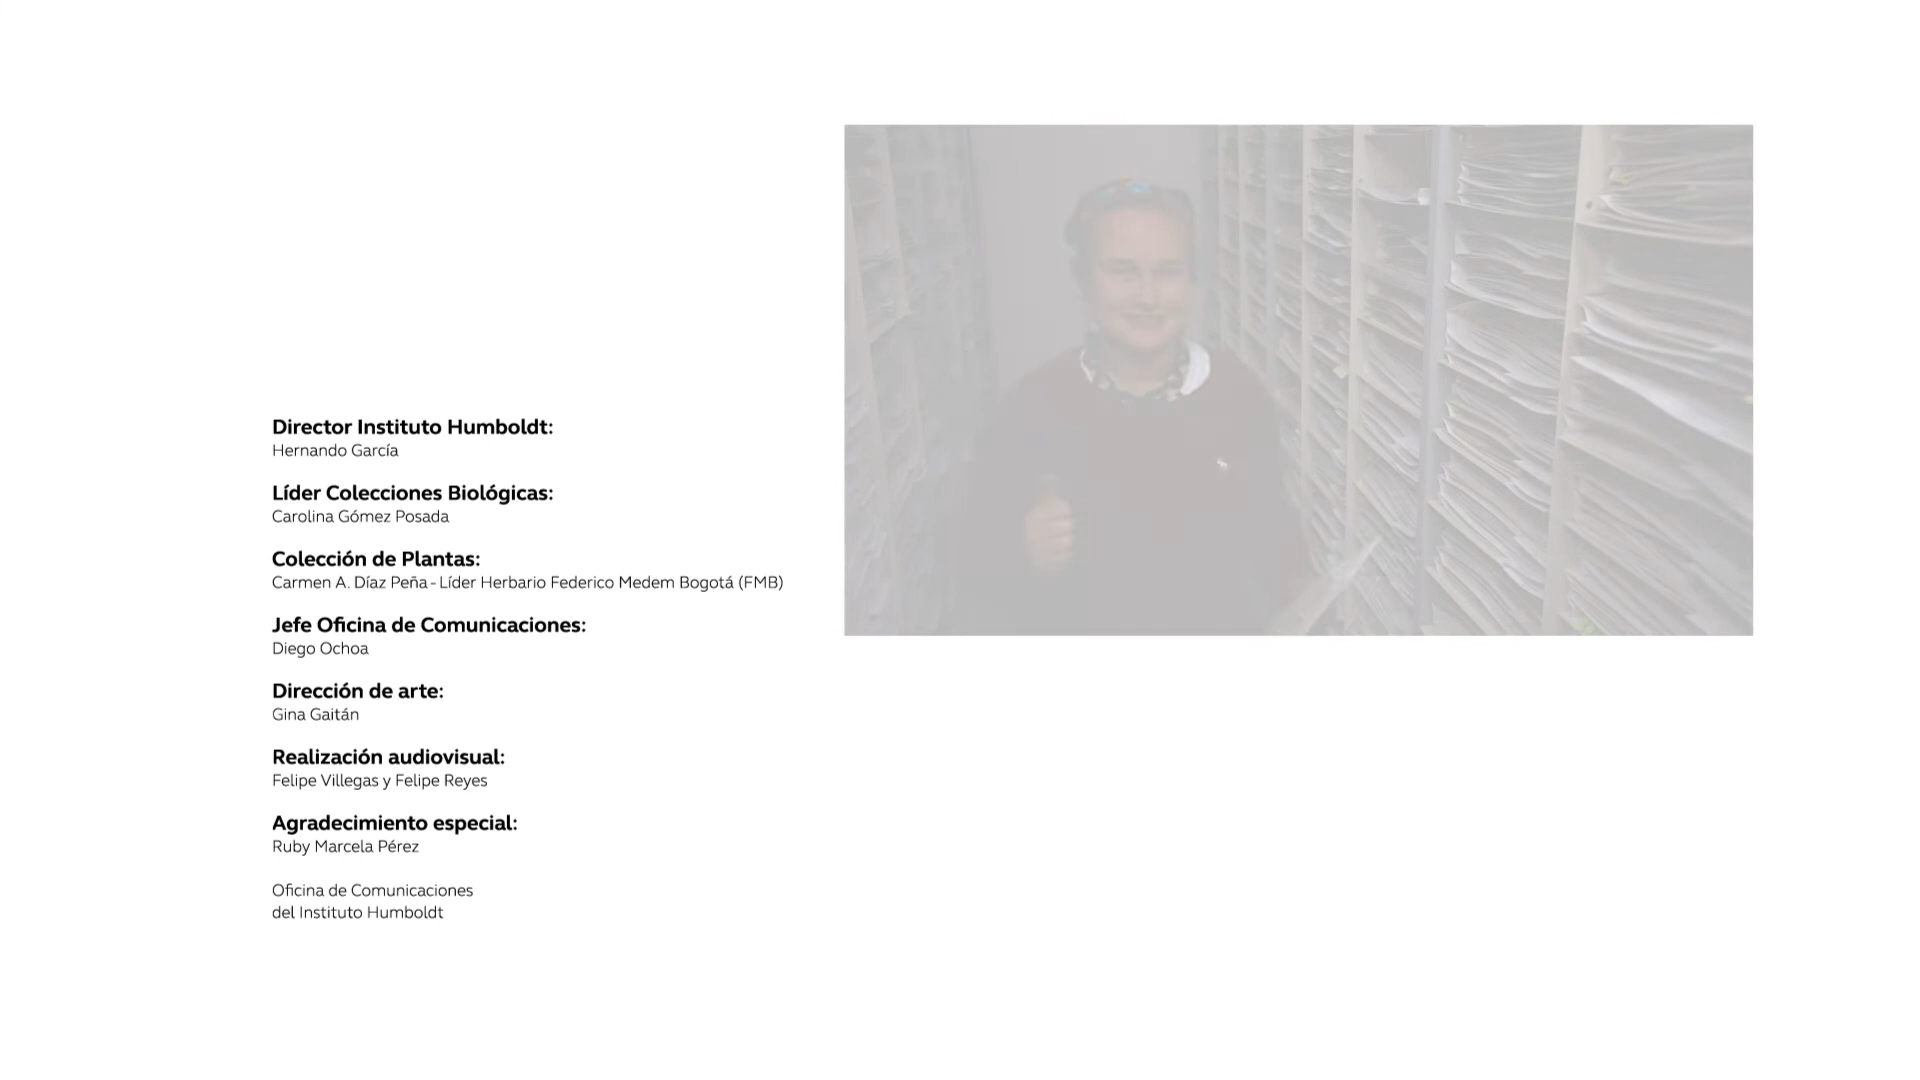 Director Instituto Humboldt:
Hernando García
Líder Colecciones Biológicas:
Carolina Gómez Posada
Colección de Plantas:
Carmen A. Díaz Peña - Líder Herbario Federico Medem Bogotá (FMB)
Jefe Oficina de Comunicaciones:
Diego Ochoa
Dirección de arte:
Gina Gaitán
Realización audiovisual:
Felipe Villegas y Felipe Reyes
Agradecimiento especial:
Ruby Marcela Pérez
Oficina de Comunicaciones
del Instituto Humboldt